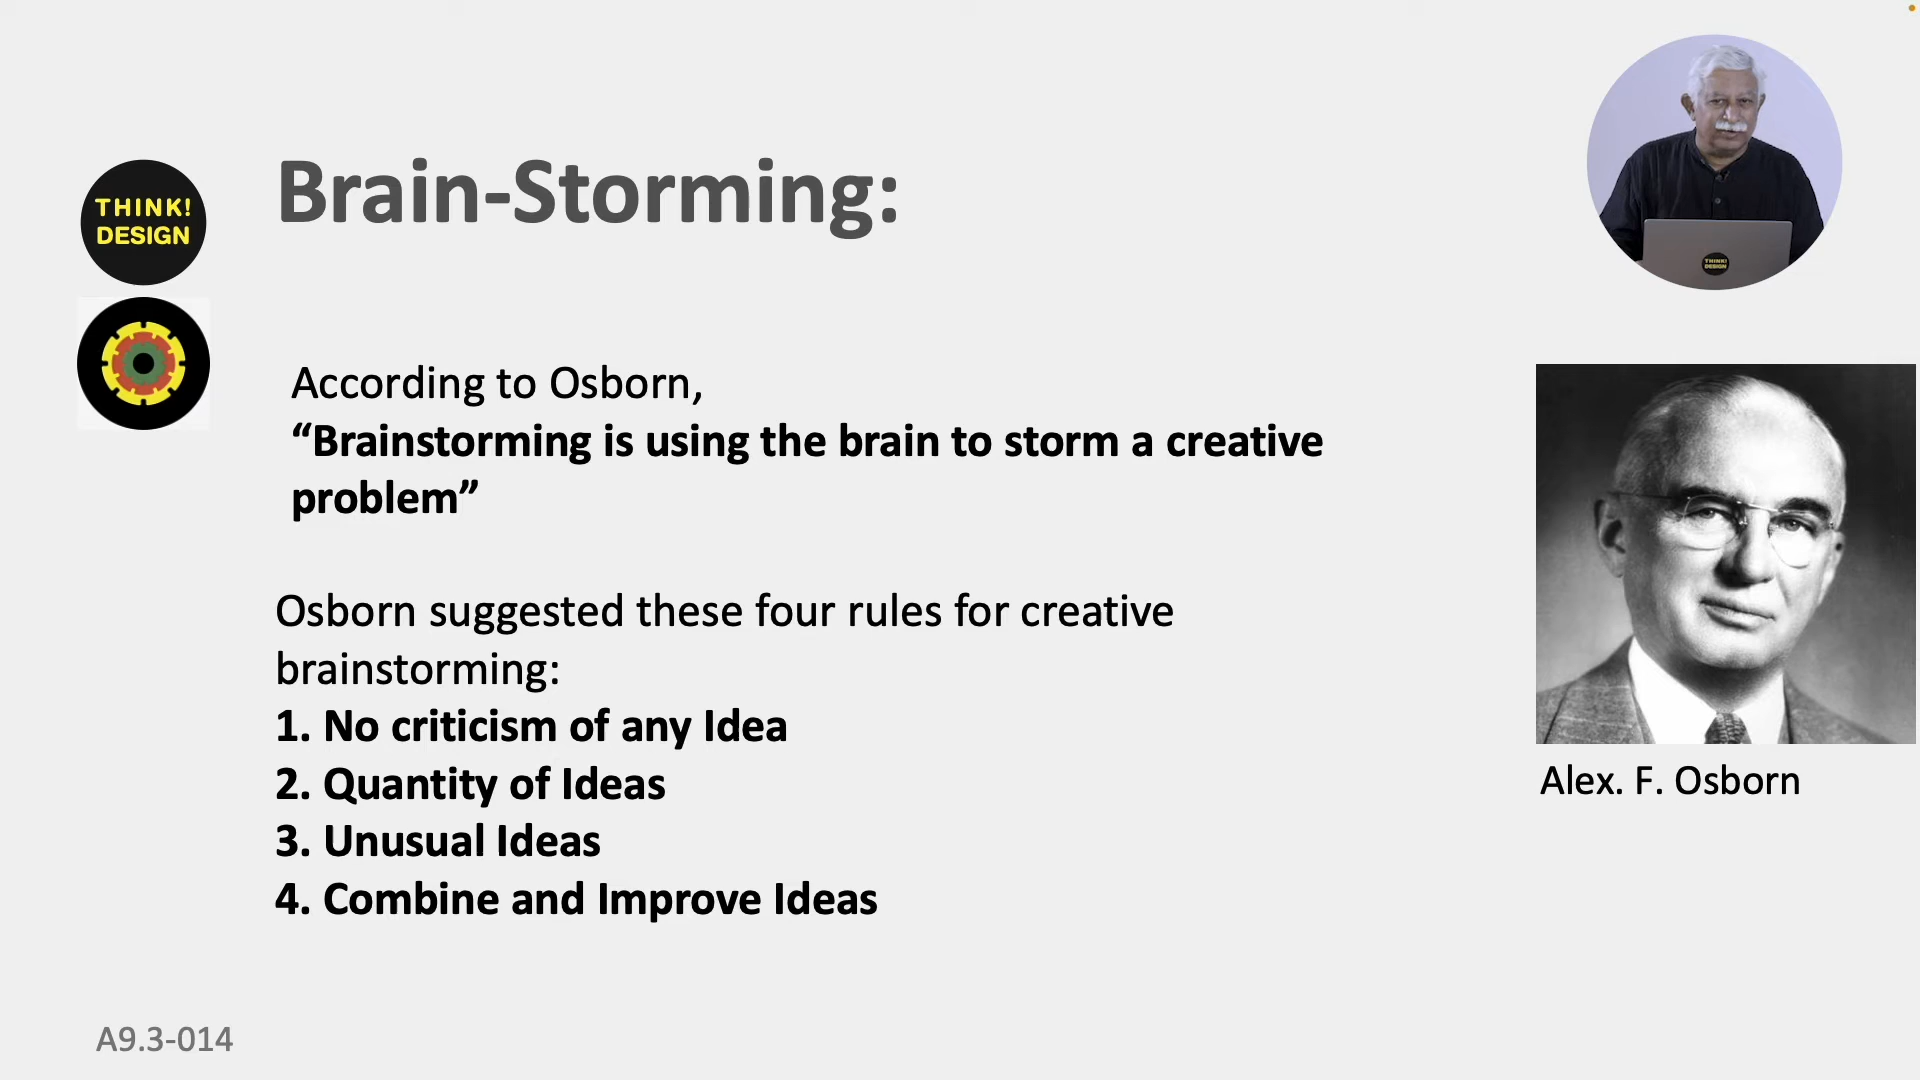 THINK!
DESIGN
Brain-Storming:
THINK!
DESIGN
According to Osborn,
“Brainstorming is using the brain to storm a creative
problem”
Osborn suggested these four rules for creative
brainstorming:
1. No criticism of any Idea
2. Quantity of Ideas
3. Unusual Ideas
4. Combine and Improve Ideas
Alex. F. Osborn
A9.3-014